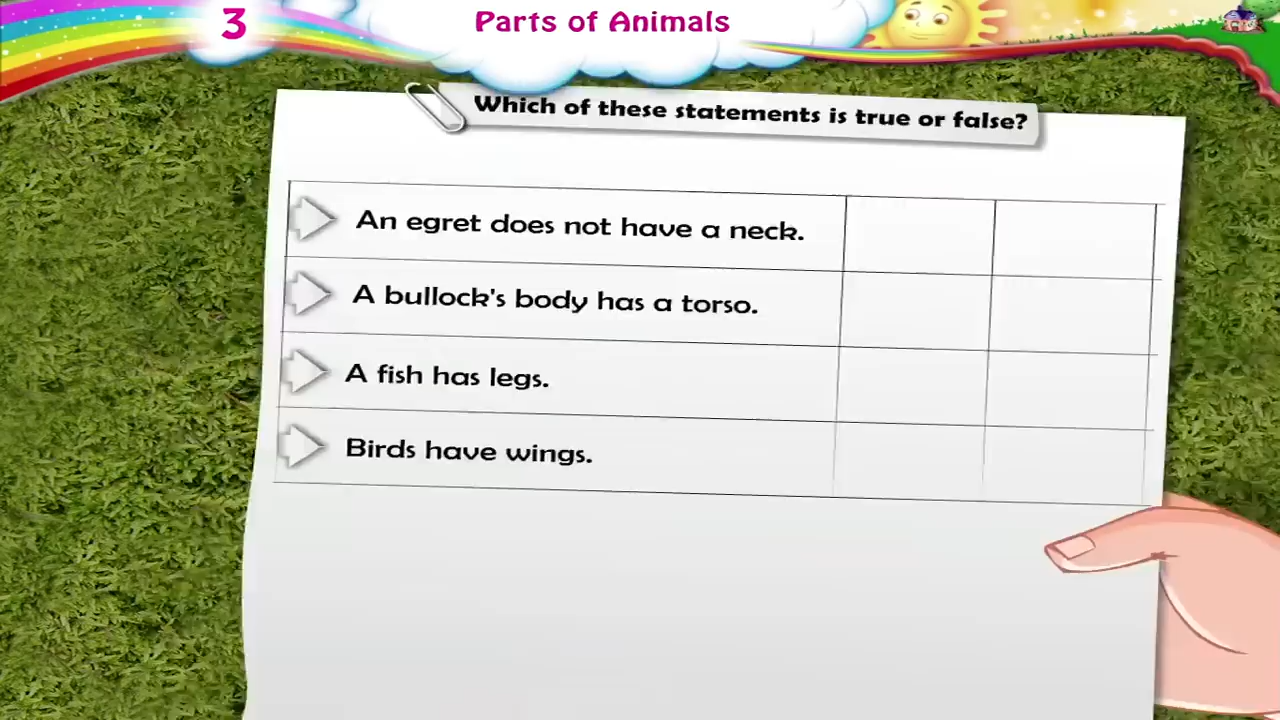 3
Parts of Animals
Which of these statements is true or false?
An egret does not have a neck.
A bullock's body has a torso.
A fish has legs.
Birds have wings.